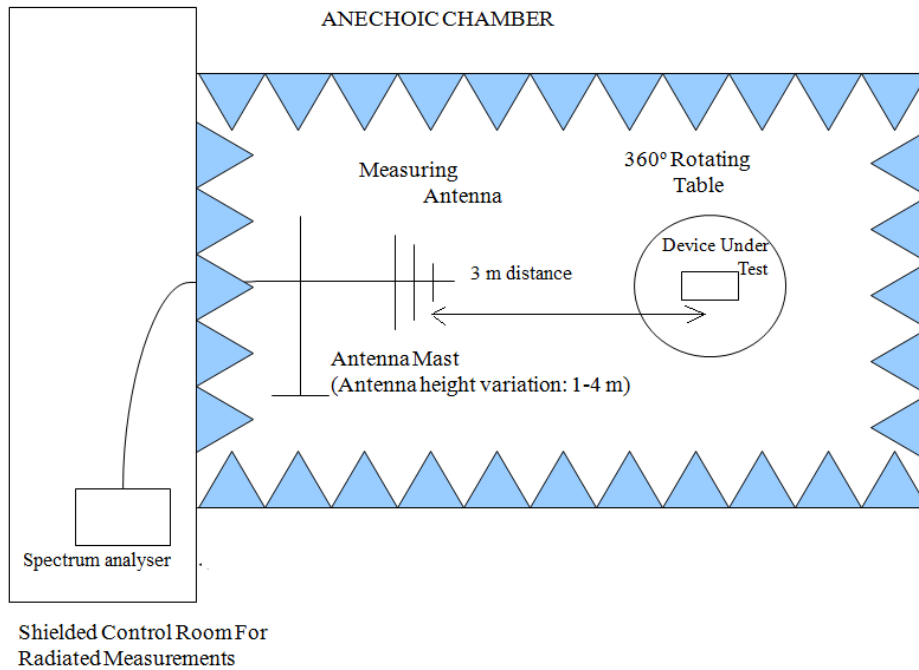 ANECHOIC CHAMBER
Measuring
Antenna
360º Rotating
Table
Device Under
Test
3 m distance
Antenna Mast
(Antenna height variation: 1-4 m)
Spectrum analyser
Shielded Control Room For
Radiated Measurements